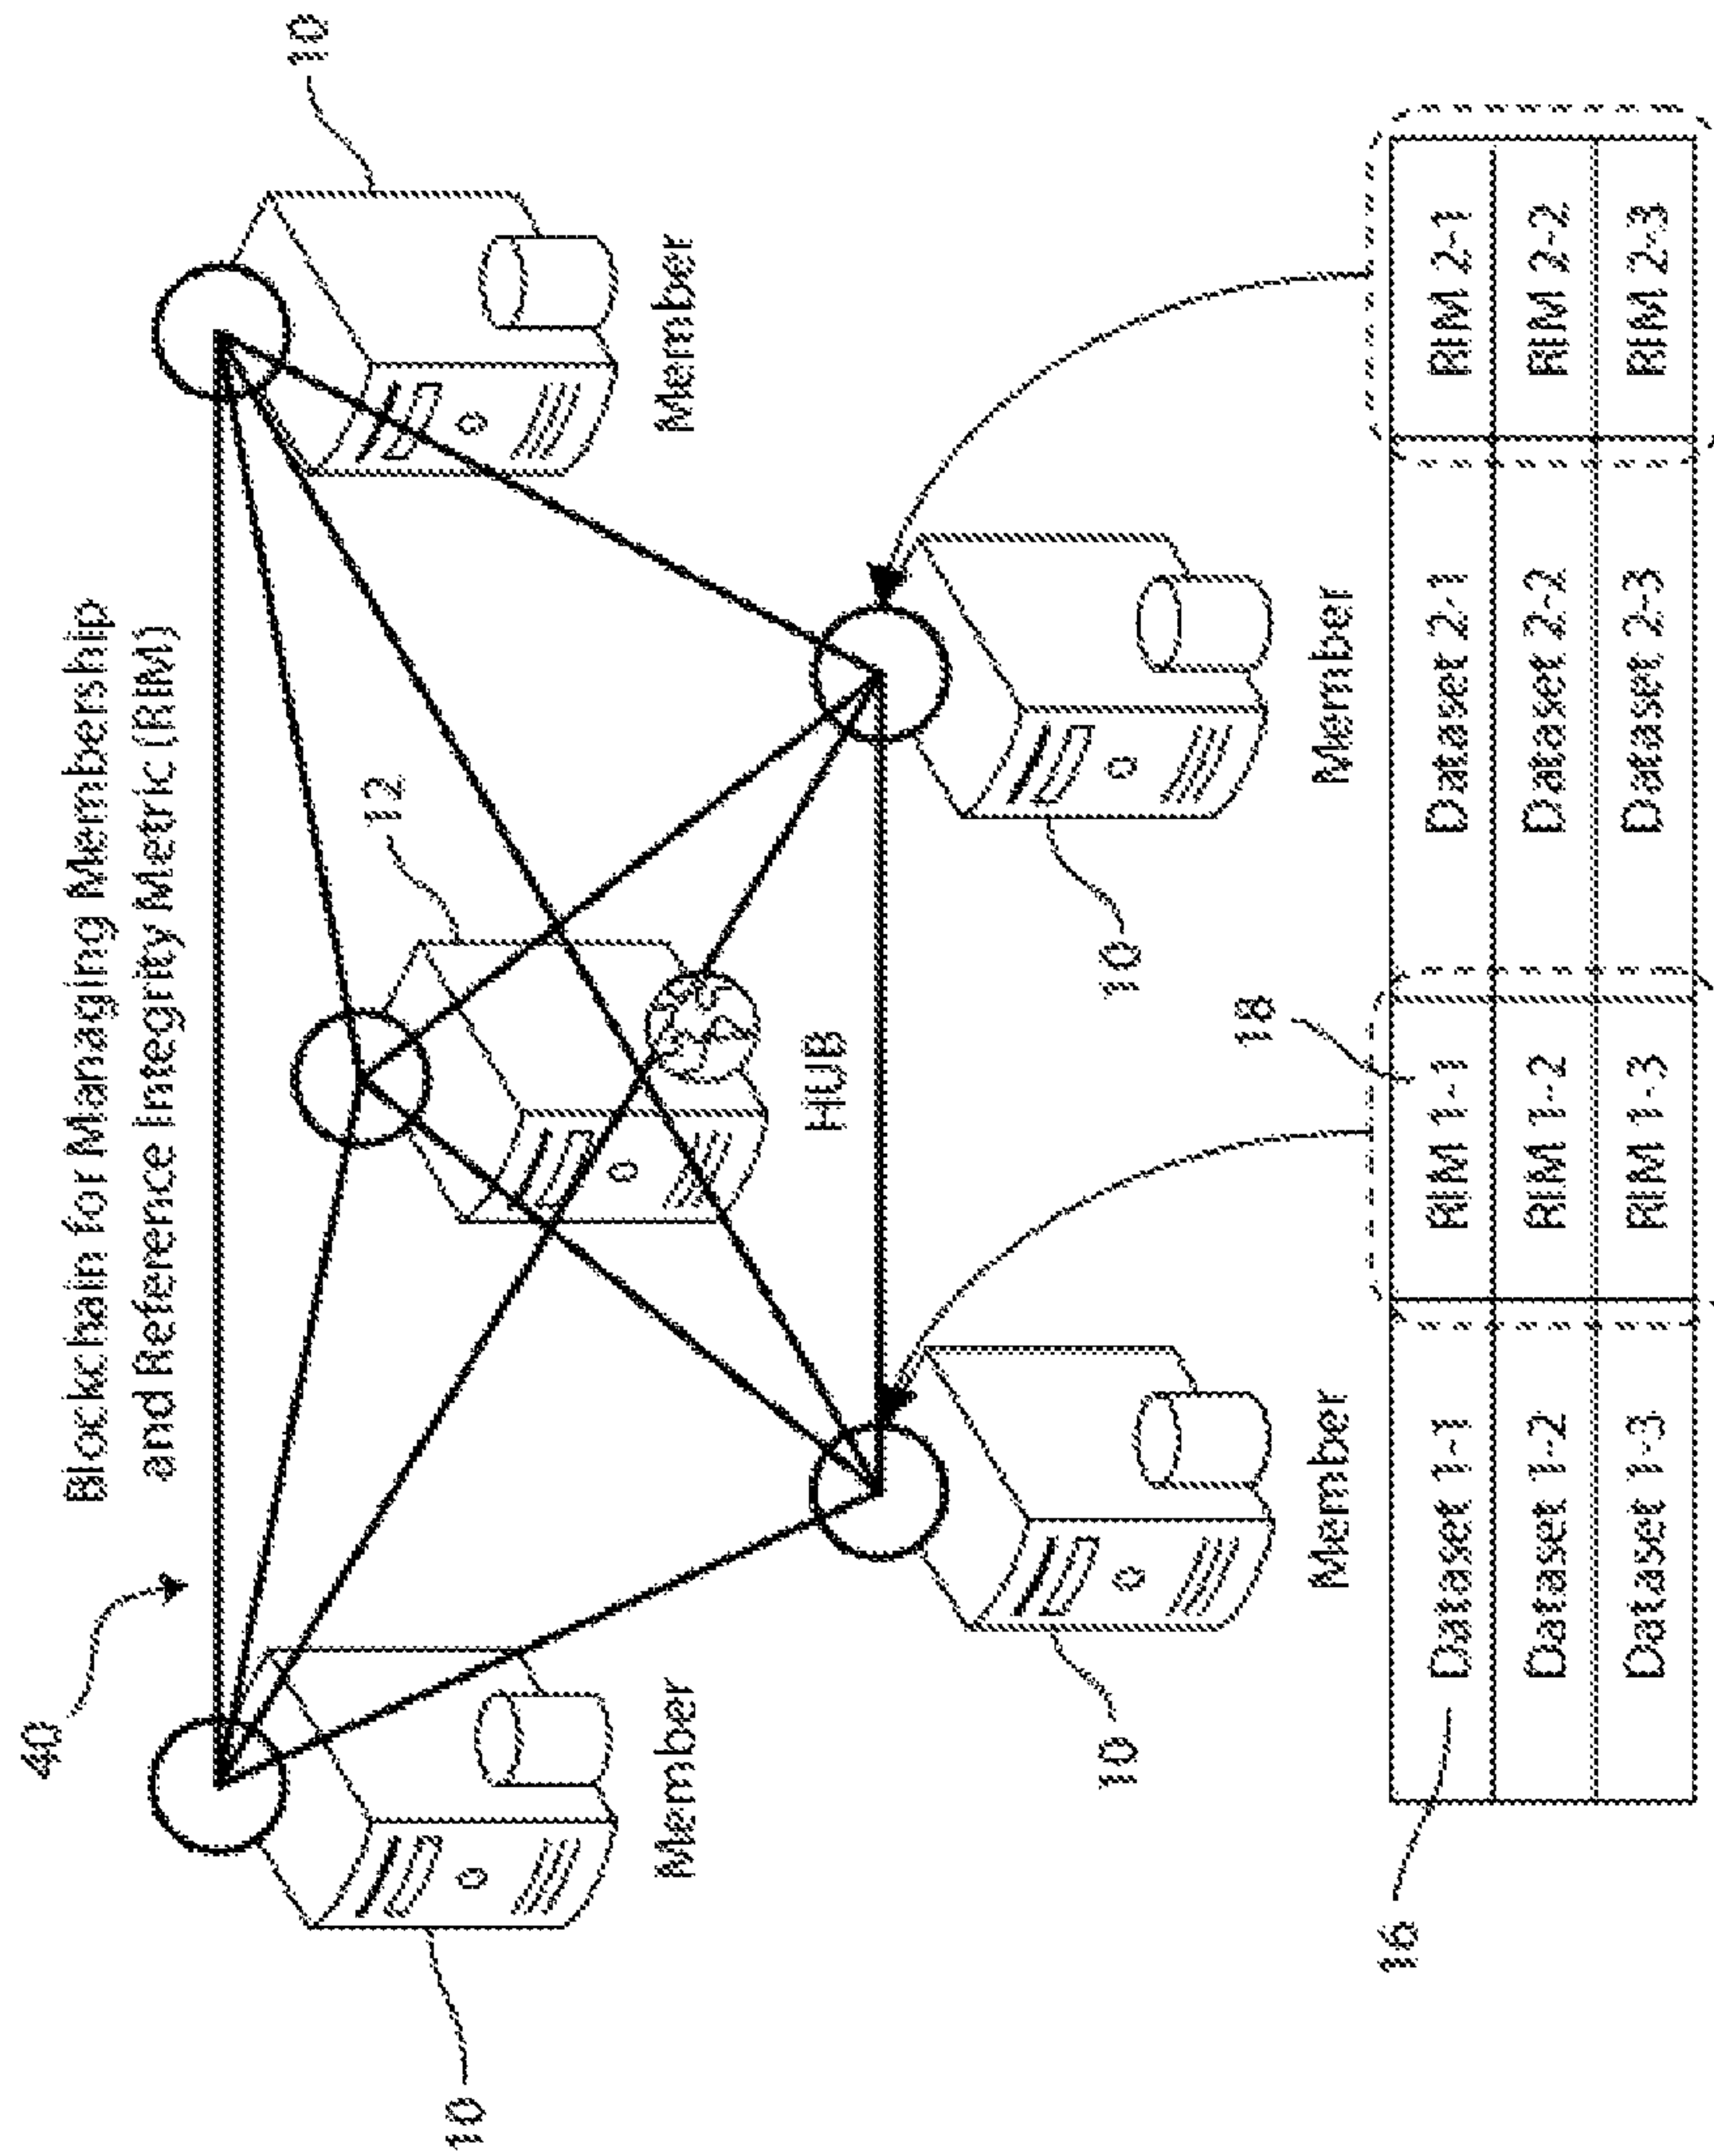 Blockchain for Managing Membership
and Reference Integrity Metric (RIM)
40
10
10
12
Member
HUB
Member
10
10
Member
Member
18
16
Dataset 1-1 RIM 1-1 Dataset 2-1 RIM 2-1
Dataset 1-2 RIM 1-2 Dataset 2-2 RIM 2-2
Dataset 1-3 RIM 1-3 Dataset 2-3 RIM 2-3